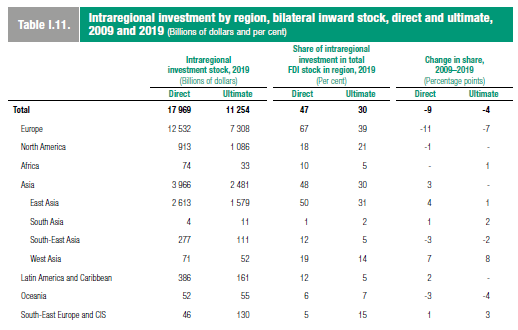 Table I.11.
Intraregional investment by region, bilateral inward stock, direct and ultimate,
2009 and 2019 (Billions of dollars and per cent)
Intraregional investment stock, 2019 (Billions of dollars)
Share of intraregional investment in total FDI stock in region, 2019 (Per cent)
Change in share, 2009–2019 (Percentage points)
Direct Ultimate Direct Ultimate Direct Ultimate
Total 17 969 11 254 47 30 -9 -4
Europe 12 532 7 308 67 39 -11 -7
North America 913 1 086 18 21 -1 -
Africa 74 33 10 5 - 1
Asia 3 966 2 481 48 30 3 -
East Asia 2 613 1 579 50 31 4 1
South Asia 4 11 1 2 1 2
South-East Asia 277 111 12 5 -3 -2
West Asia 71 52 19 14 7 8
Latin America and Caribbean 386 161 12 5 2 -
Oceania 52 55 6 7 -3 -4
South-East Europe and CIS 46 130 5 15 1 3